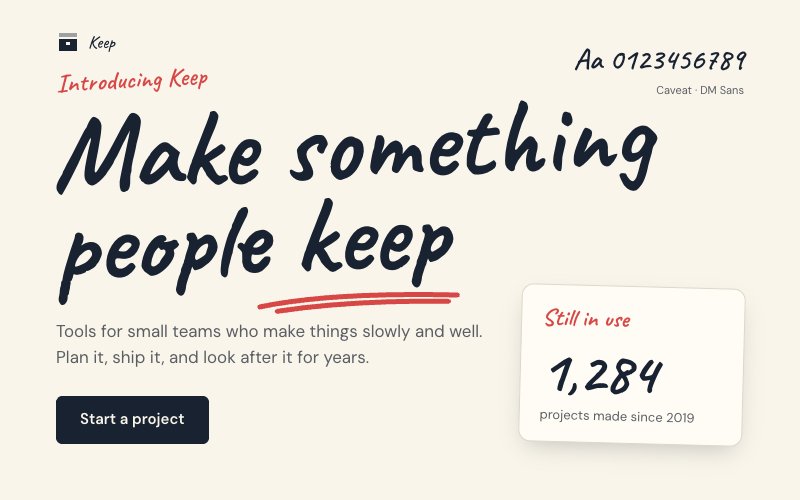 Keep
Introducing Keep
Aa 0123456789
Caveat · DM Sans
Make something
people keep
Tools for small teams who make things slowly and well.
Plan it, ship it, and look after it for years.
Start a project
Still in use
1,284
projects made since 2019